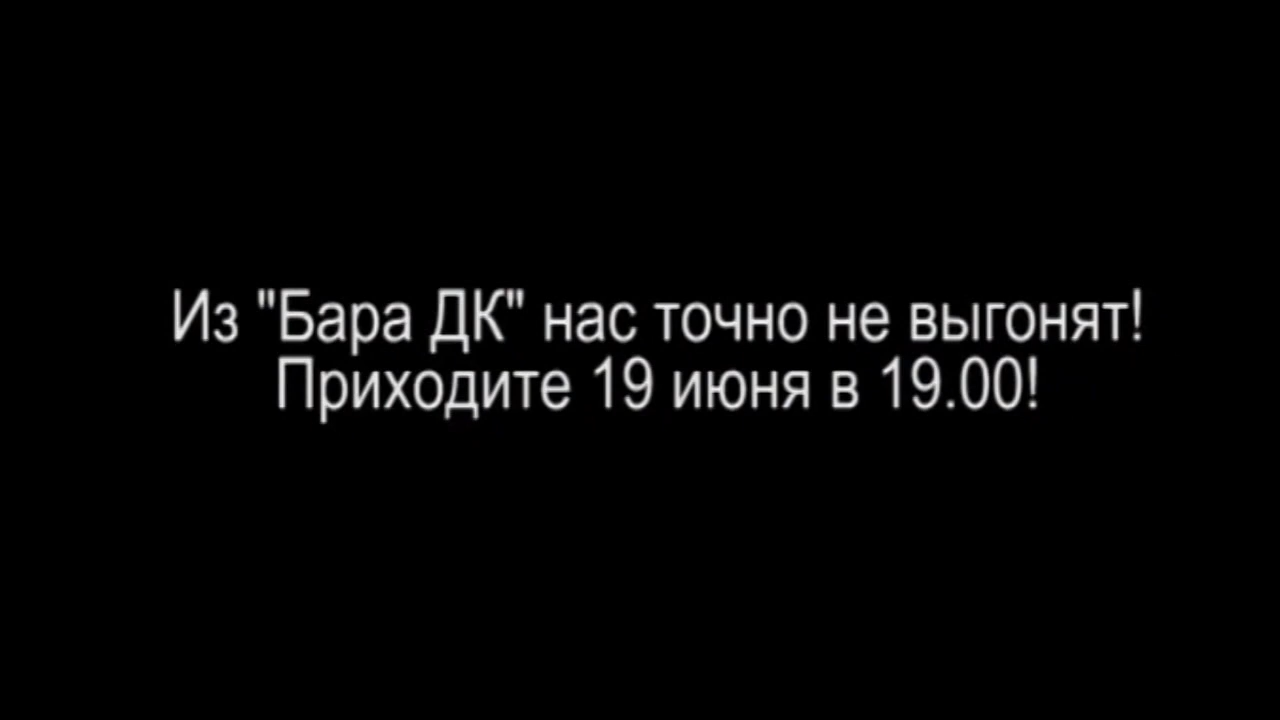 Из "Бара ДК" нас точно не выгонят!
Приходите 19 июня в 19.00!